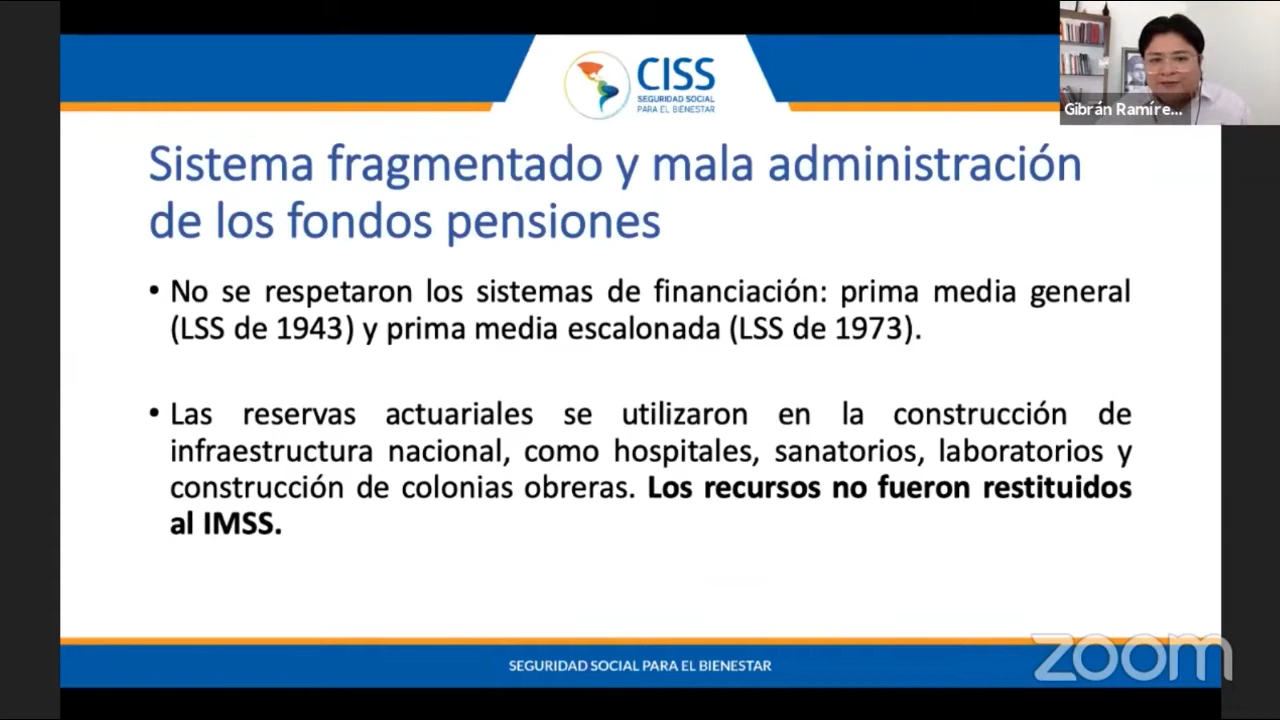 CISS
SEGURIDAD SOCIAL
PARA EL BIENESTAR
Gibrán Ramíre...
Sistema fragmentado y mala administración
de los fondos pensiones
• No se respetaron los sistemas de financiación: prima media general
(LSS de 1943) y prima media escalonada (LSS de 1973).
• Las reservas actuariales se utilizaron en la construcción de
infraestructura nacional, como hospitales, sanatorios, laboratorios y
construcción de colonias obreras. Los recursos no fueron restituidos
al IMSS.
SEGURIDAD SOCIAL PARA EL BIENESTAR
zoom